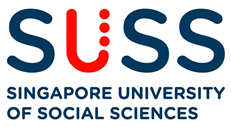 SUSS
SINGAPORE UNIVERSITY
OF SOCIAL SCIENCES